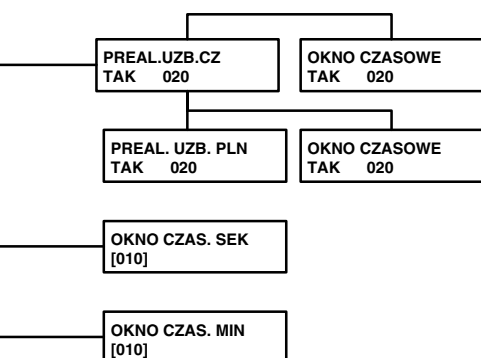 PREAL.UZB.CZ
TAK 020
OKNO CZASOWE
TAK 020
PREAL. UZB. PLN
TAK 020
OKNO CZASOWE
TAK 020
OKNO CZAS. SEK
[010]
OKNO CZAS. MIN
[010]